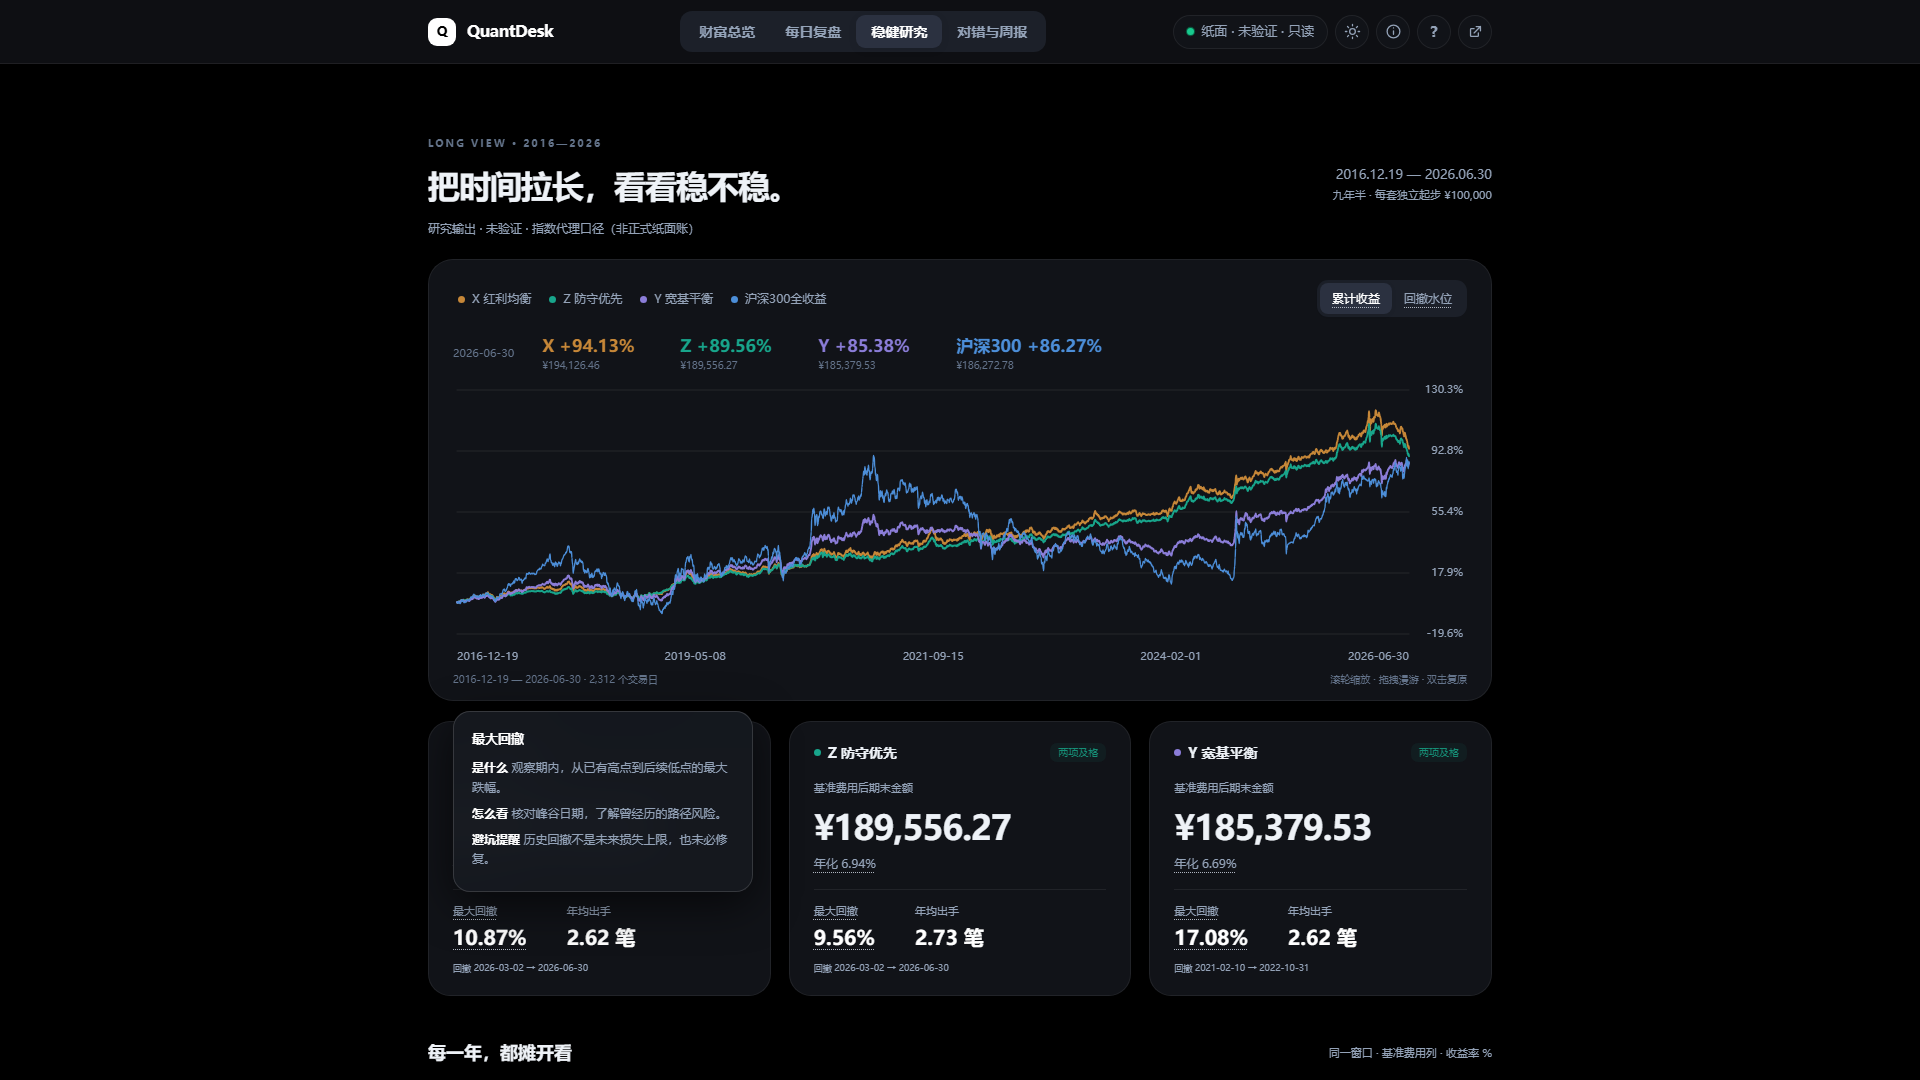 Q QuantDesk
财富总览 每日复盘 稳健研究 对错与周报
纸面 · 未验证 · 只读
?
LONG VIEW • 2016—2026
把时间拉长，看看稳不稳。
研究输出 · 未验证 · 指数代理口径（非正式纸面账）
2016.12.19 — 2026.06.30
九年半 · 每套独立起步 ¥100,000
X 红利均衡 Z 防守优先 Y 宽基平衡 沪深300全收益
累计收益 回撤水位
2026-06-30
X +94.13% Z +89.56% Y +85.38% 沪深300 +86.27%
¥194,126.46 ¥189,556.27 ¥185,379.53 ¥186,272.78
130.3%
92.8%
55.4%
17.9%
-19.6%
2016-12-19 2019-05-08 2021-09-15 2024-02-01 2026-06-30
2016-12-19 — 2026-06-30 · 2,312 个交易日
滚轮缩放 · 拖拽漫游 · 双击复原
最大回撤
是什么 观察期内，从已有高点到后续低点的最大
跌幅。
怎么看 核对峰谷日期，了解曾经历的路径风险。
避坑提醒 历史回撤不是未来损失上限，也未必修
复。
最大回撤 年均出手
10.87% 2.62 笔
回撤 2026-03-02 → 2026-06-30
Z 防守优先 两项及格
基准费用后期末金额
¥189,556.27
年化 6.94%
最大回撤 年均出手
9.56% 2.73 笔
回撤 2026-03-02 → 2026-06-30
Y 宽基平衡 两项及格
基准费用后期末金额
¥185,379.53
年化 6.69%
最大回撤 年均出手
17.08% 2.62 笔
回撤 2021-02-10 → 2022-10-31
每一年，都摊开看
同一窗口 · 基准费用列 · 收益率 %